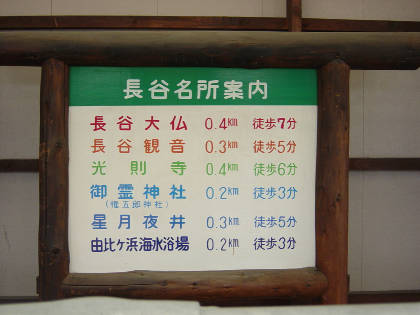 長谷名所案内
長谷大仏 0.4km 徒歩7分
長谷観音 0.3km 徒歩5分
光則寺 0.4km 徒歩6分
御霊神社 0.2km 徒歩3分
(権五郎神社)
星月夜井 0.3km 徒歩5分
由比ヶ浜海水浴場 0.2km 徒歩3分